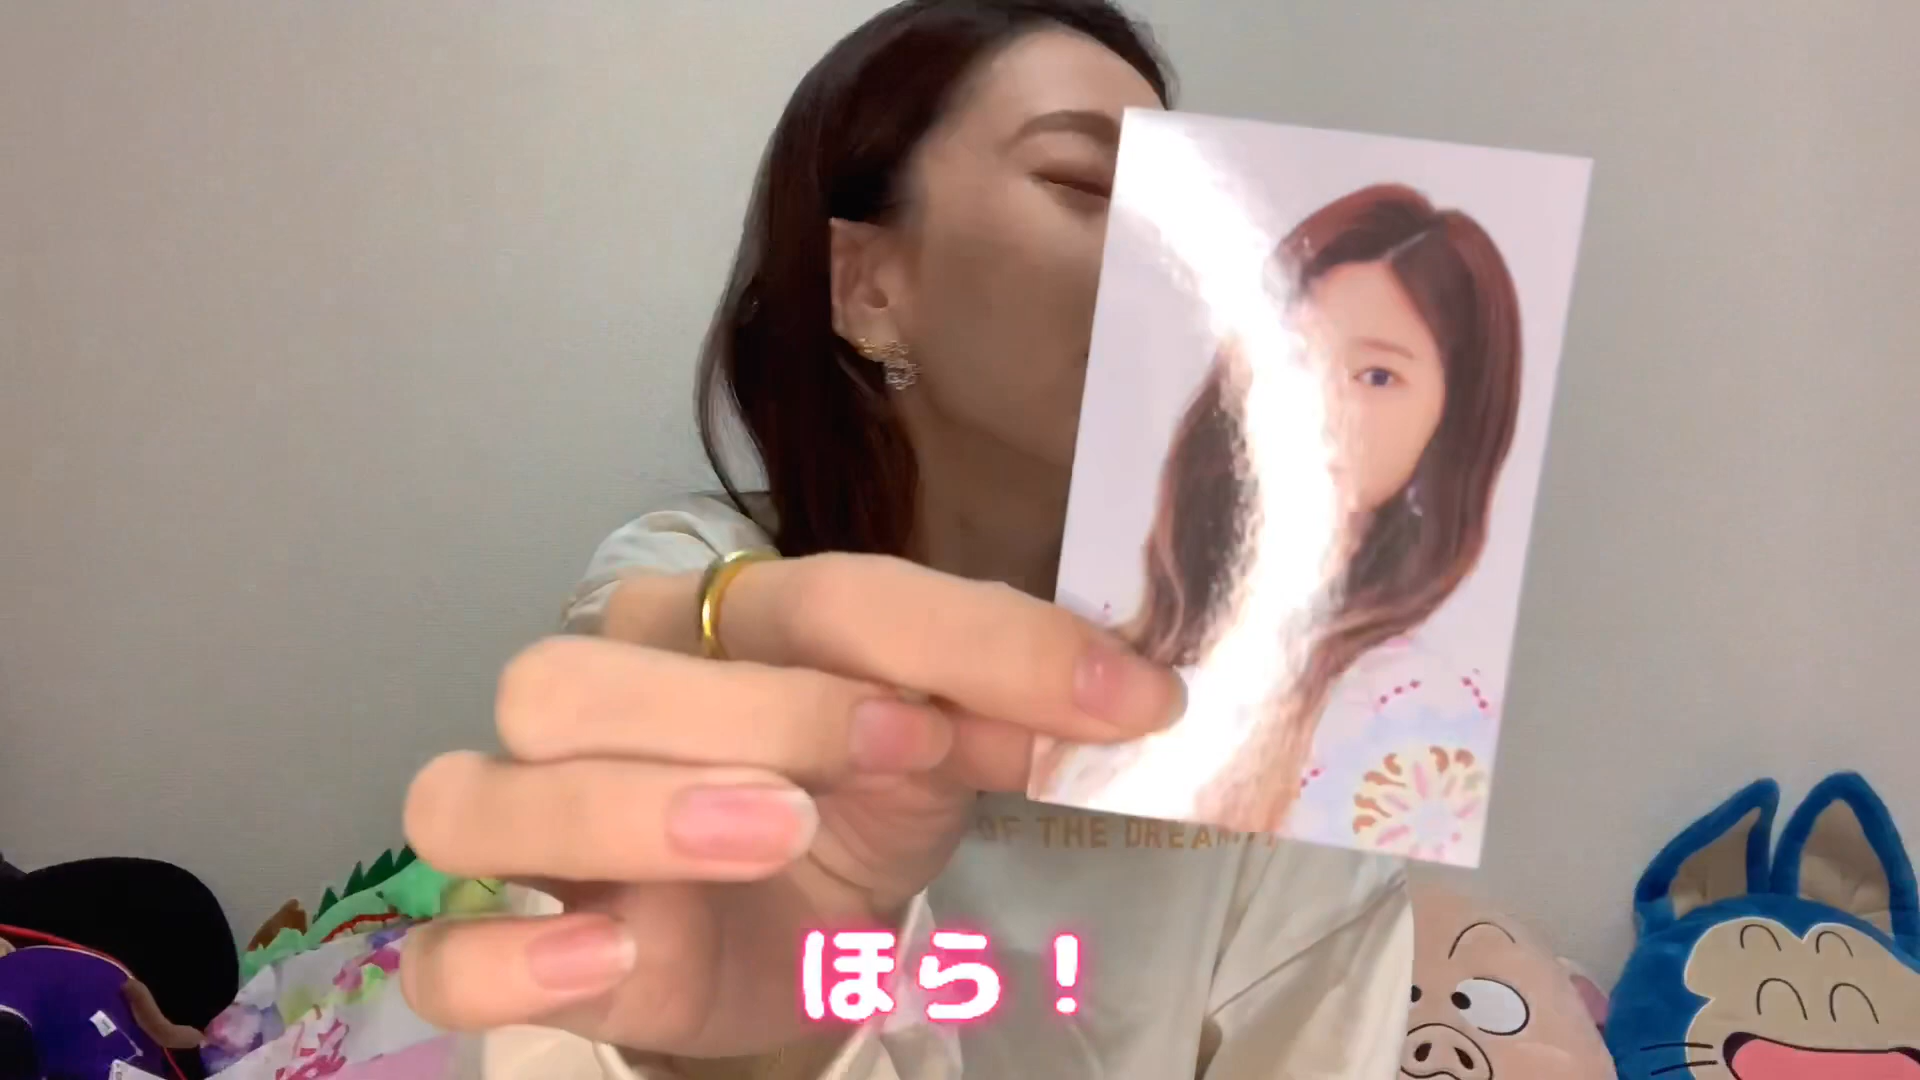 OF THE DREAM
ほら！